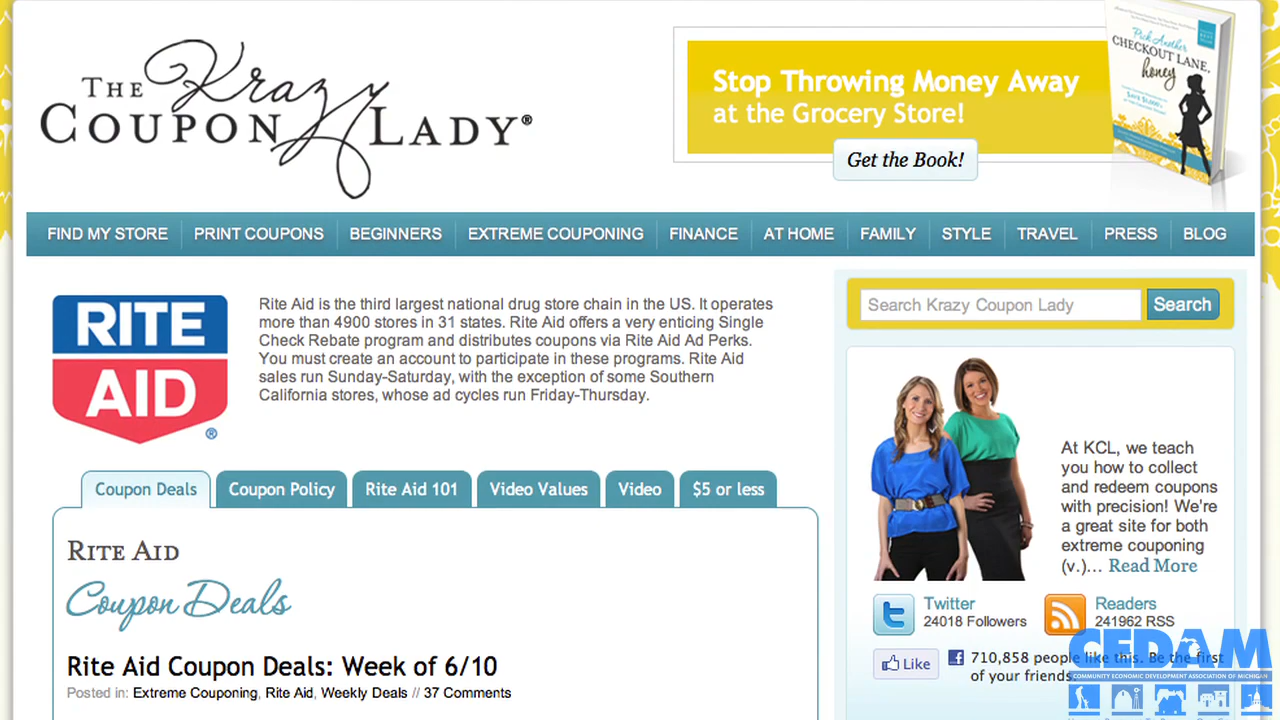 THE Krazy
COUPON LADY®
Stop Throwing Money Away
at the Grocery Store!
Get the Book!
Pick Another
CHECKOUT LANE,
honey
FIND MY STORE
PRINT COUPONS
BEGINNERS
EXTREME COUPONING
FINANCE
AT HOME
FAMILY
STYLE
TRAVEL
PRESS
BLOG
RITE
AID
®
Rite Aid is the third largest national drug store chain in the US. It operates
more than 4900 stores in 31 states. Rite Aid offers a very enticing Single
Check Rebate program and distributes coupons via Rite Aid Ad Perks.
You must create an account to participate in these programs. Rite Aid
sales run Sunday-Saturday, with the exception of some Southern
California stores, whose ad cycles run Friday-Thursday.
Coupon Deals
Coupon Policy
Rite Aid 101
Video Values
Video
$5 or less
RITE AID
Coupon Deals
Rite Aid Coupon Deals: Week of 6/10
Posted in: Extreme Couponing, Rite Aid, Weekly Deals // 37 Comments
Search Krazy Coupon Lady
Search
At KCL, we teach
you how to collect
and redeem coupons
with precision! We're
a great site for both
extreme couponing
(v.)... Read More
Twitter
24018 Followers
Readers
241962 RSS
Like
710,858 people like this. Be the first
of your friends.
CEDAM
COMMUNITY ECONOMIC DEVELOPMENT ASSOCIATION OF MICHIGAN